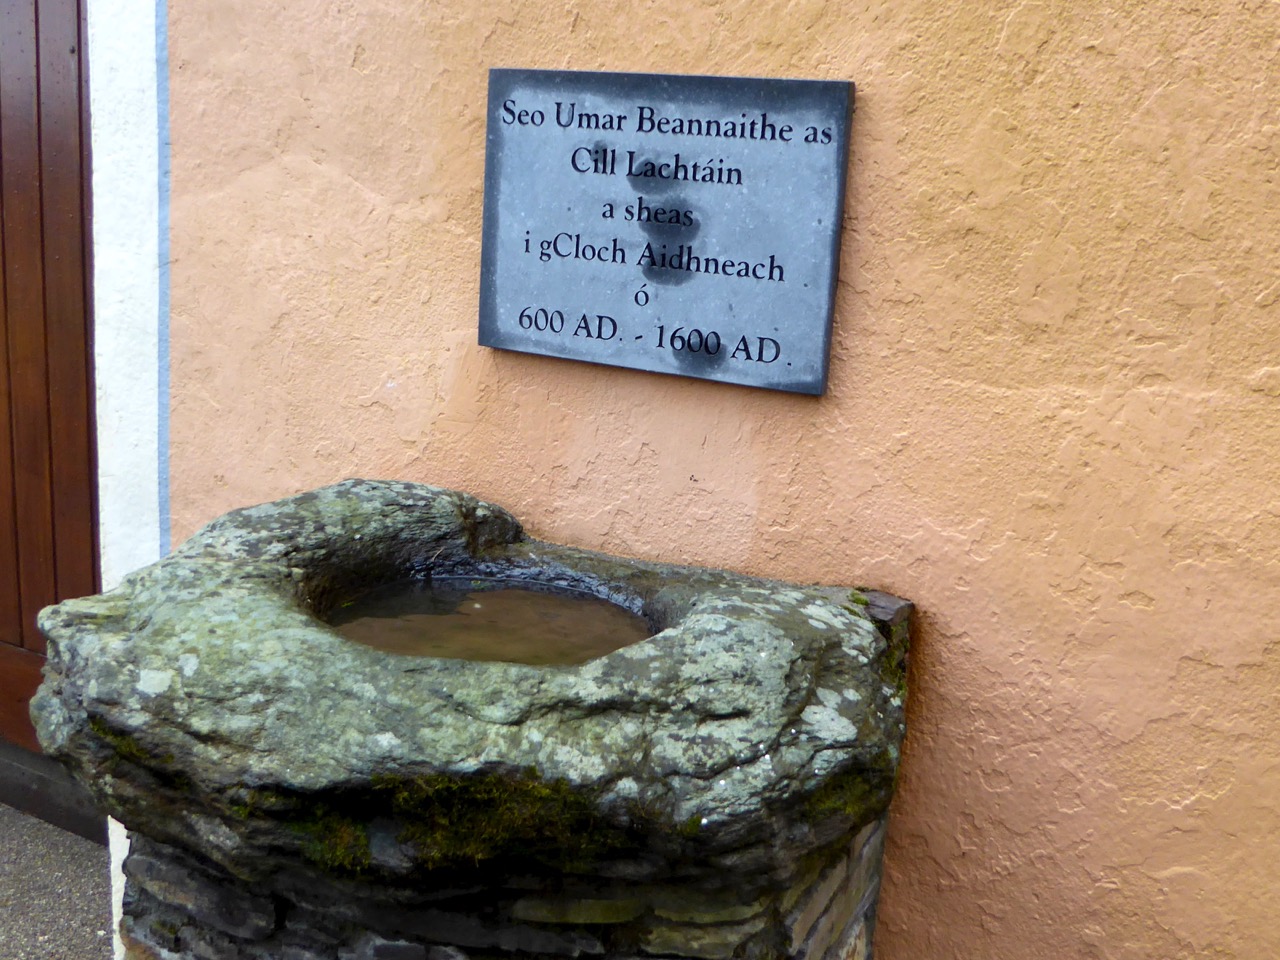 Seo Umar Beannaithe as
Cill Lachtáin
a sheas
i gCloch Aidhneach
ó
600 AD. - 1600 AD.